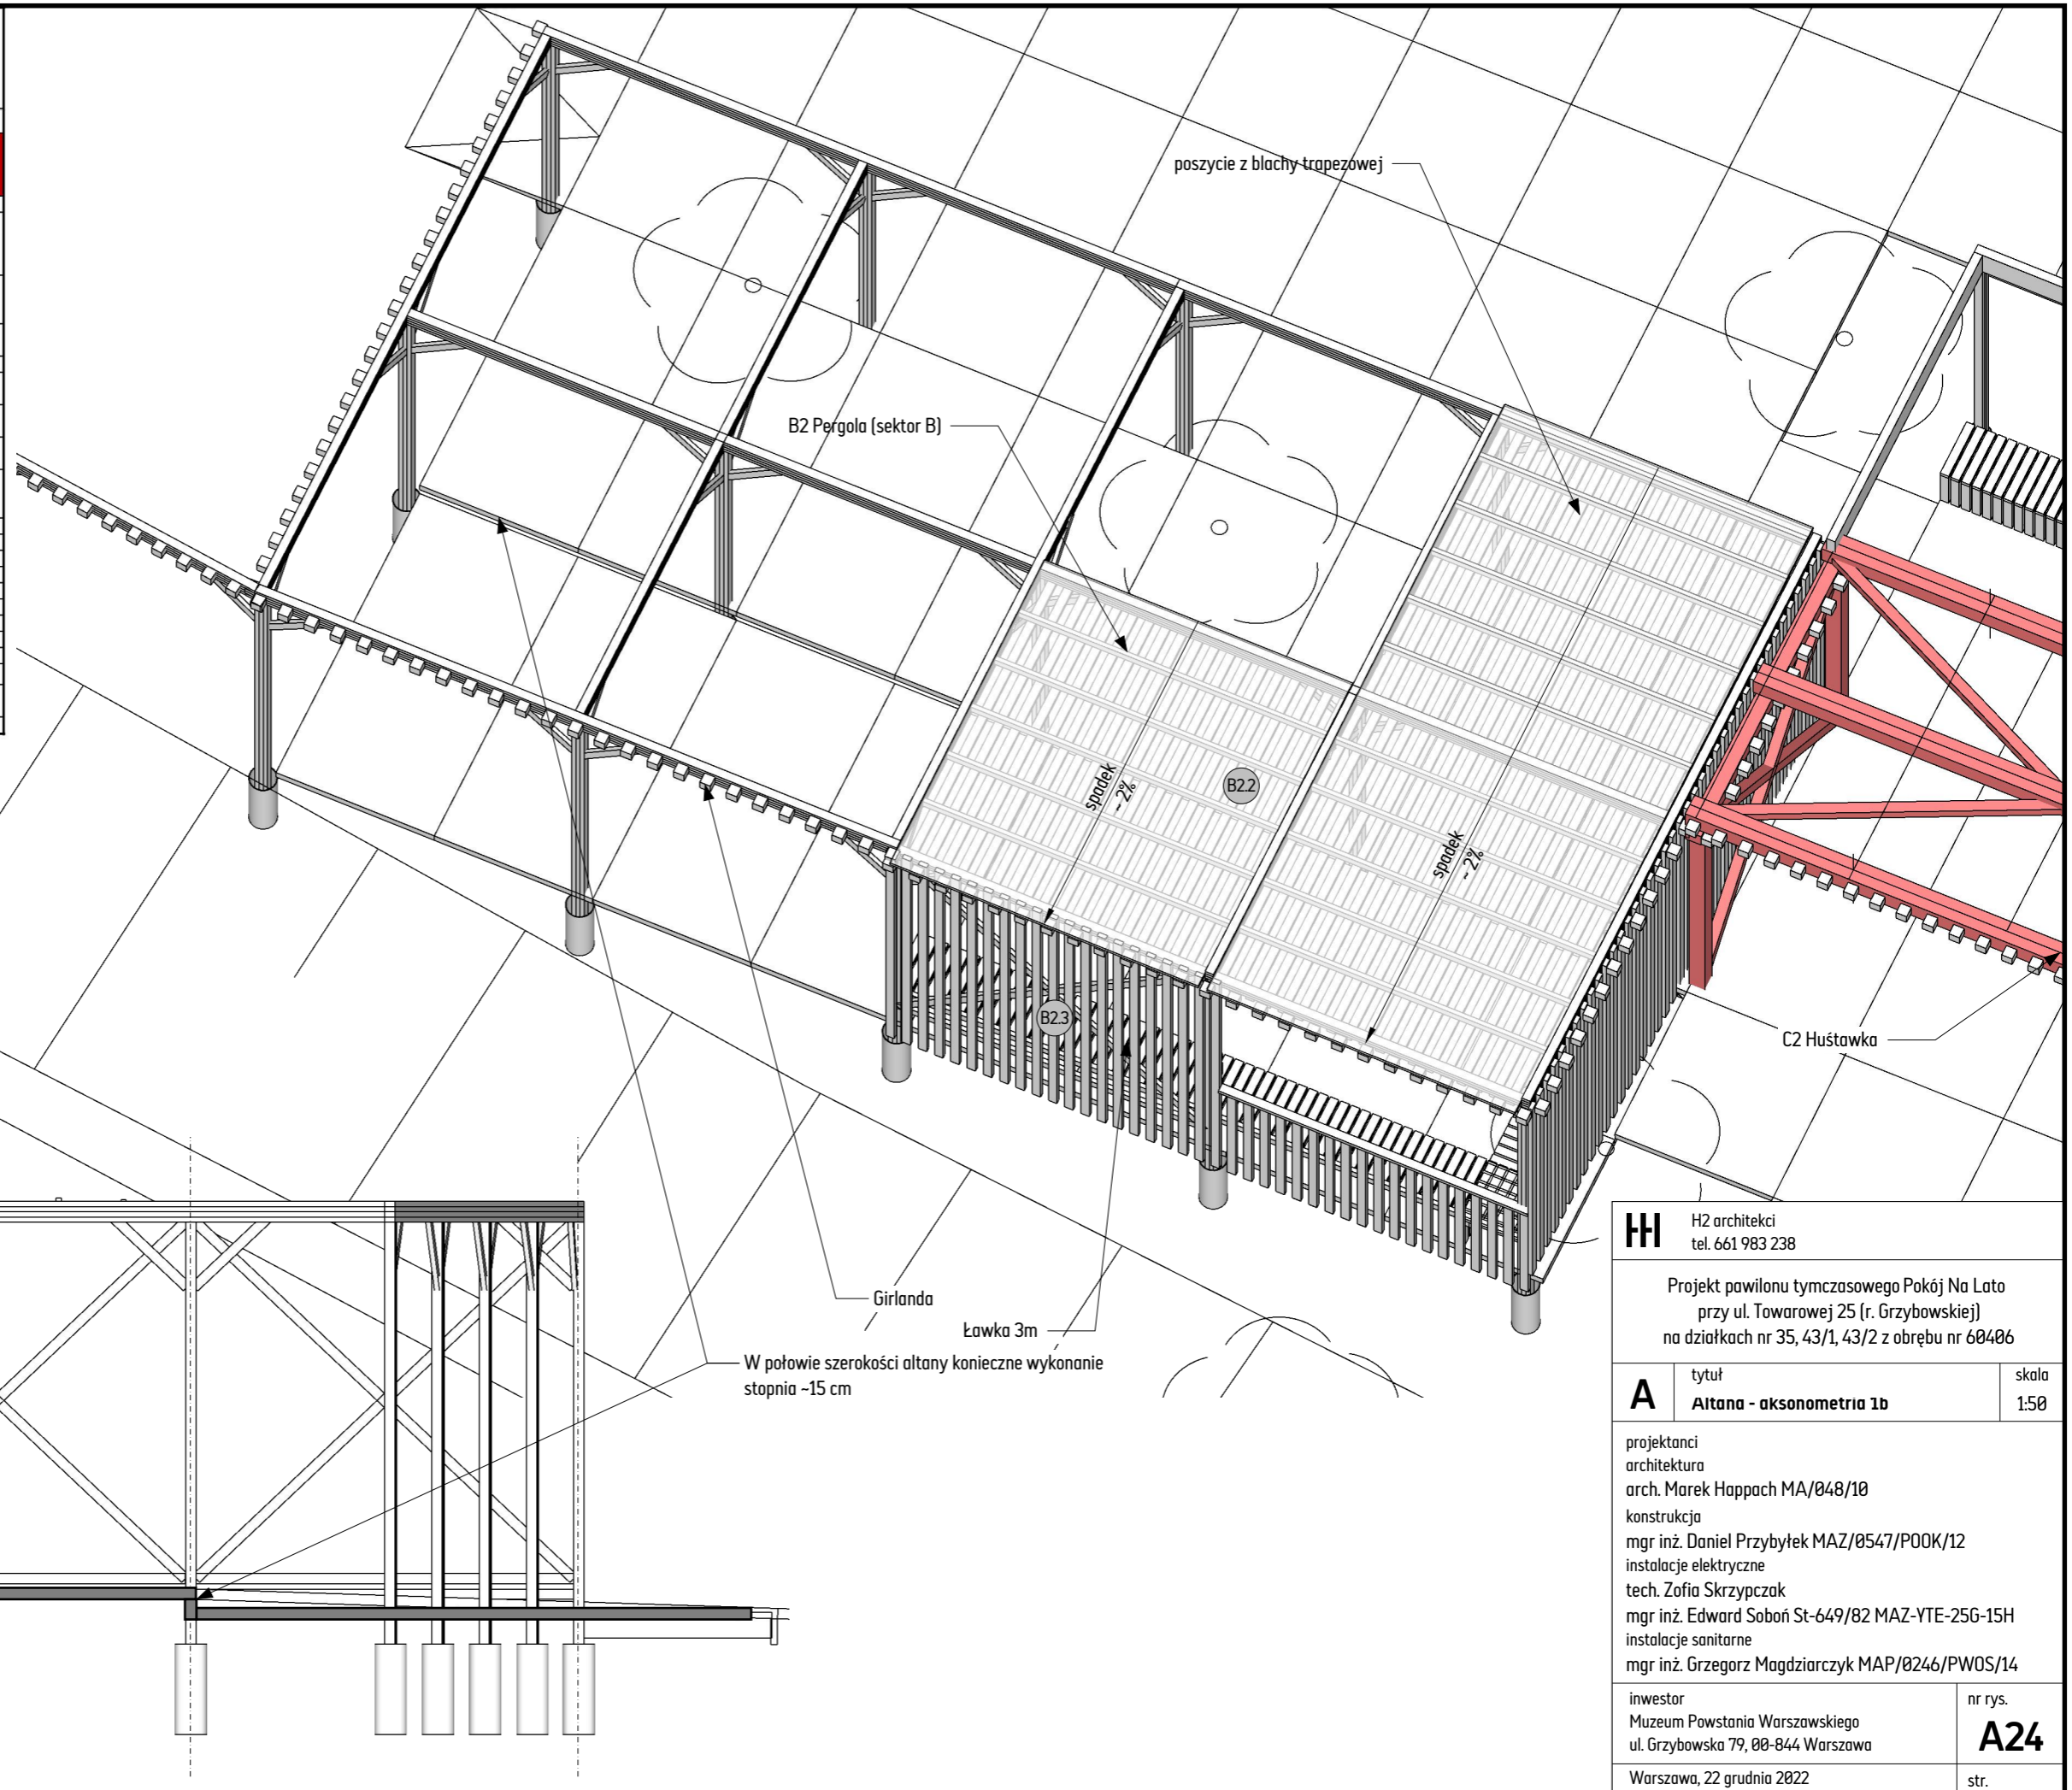 poszycie z blachy trapezowej
B2 Pergola (sektor B)
spadek
~ 2%
B2.2
spadek
~ 2%
B2.3
C2 Huśtawka
Girlanda
Ławka 3m
W połowie szerokości altany konieczne wykonanie
stopnia ~15 cm
H2 architekci
tel. 661 983 238
Projekt pawilonu tymczasowego Pokój Na Lato
przy ul. Towarowej 25 (r. Grzybowskiej)
na działkach nr 35, 43/1, 43/2 z obrębu nr 60406
A
tytuł
Altana - aksonometria 1b
skala
1:50
projektanci
architektura
arch. Marek Happach MA/048/10
konstrukcja
mgr inż. Daniel Przybyłek MAZ/0547/POOK/12
instalacje elektryczne
tech. Zofia Skrzypczak
mgr inż. Edward Soboń St-649/82 MAZ-YTE-25G-15H
instalacje sanitarne
mgr inż. Grzegorz Magdziarczyk MAP/0246/PWOS/14
inwestor
Muzeum Powstania Warszawskiego
ul. Grzybowska 79, 00-844 Warszawa
nr rys.
A24
Warszawa, 22 grudnia 2022
str.